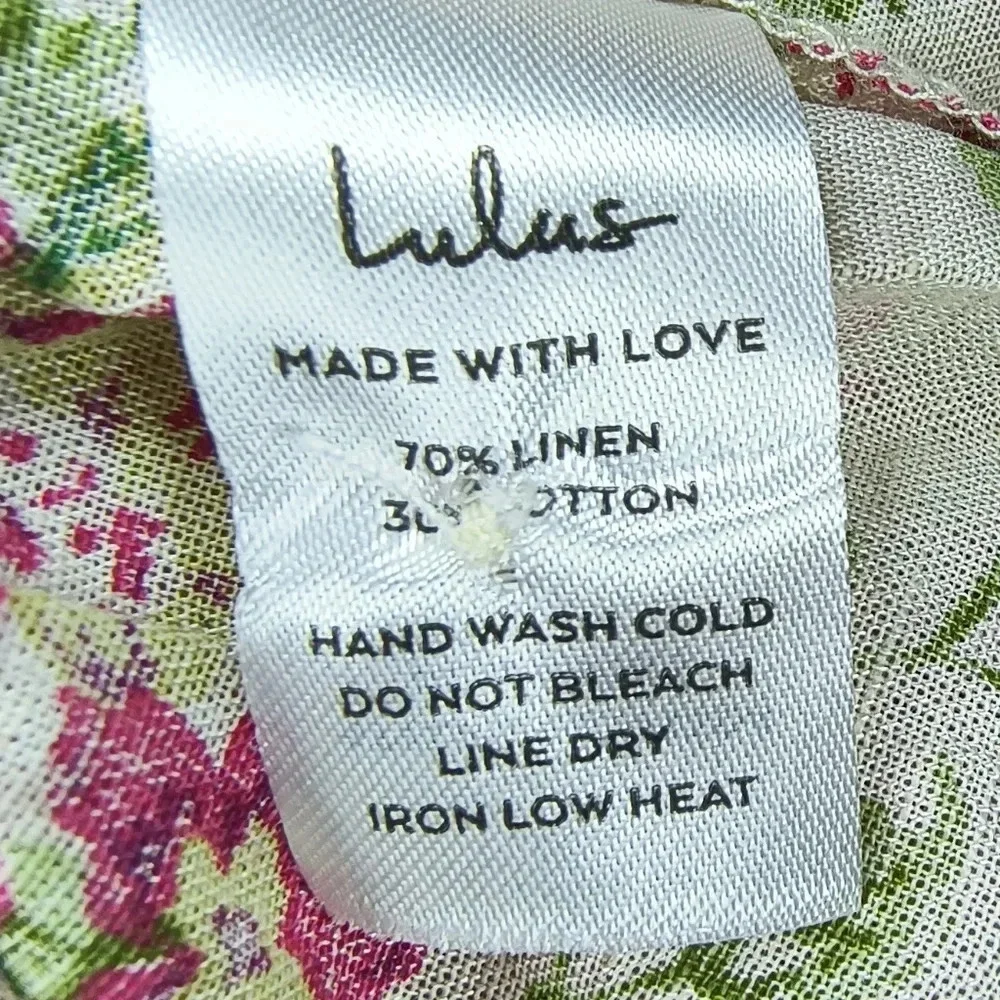 Lulus
MADE WITH LOVE
70% LINEN
HAND WASH COLD
DO NOT BLEACH
LINE DRY
IRON LOW HEAT